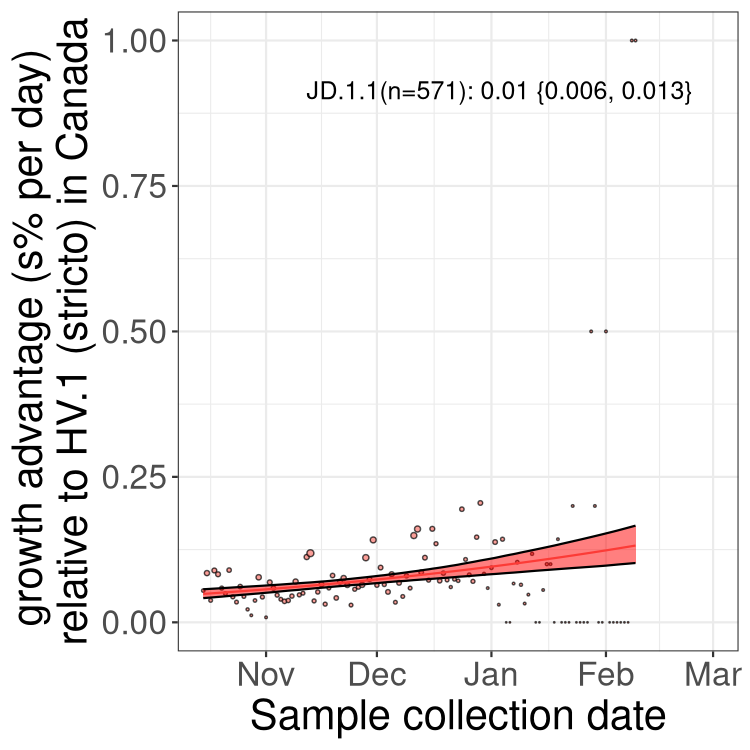 growth advantage (s% per day)
relative to HV.1 (stricto) in Canada
1.00
JD.1.1(n=571): 0.01 {0.006, 0.013}
0.75
0.50
0.25
0.00
Nov Dec Jan Feb Mar
Sample collection date